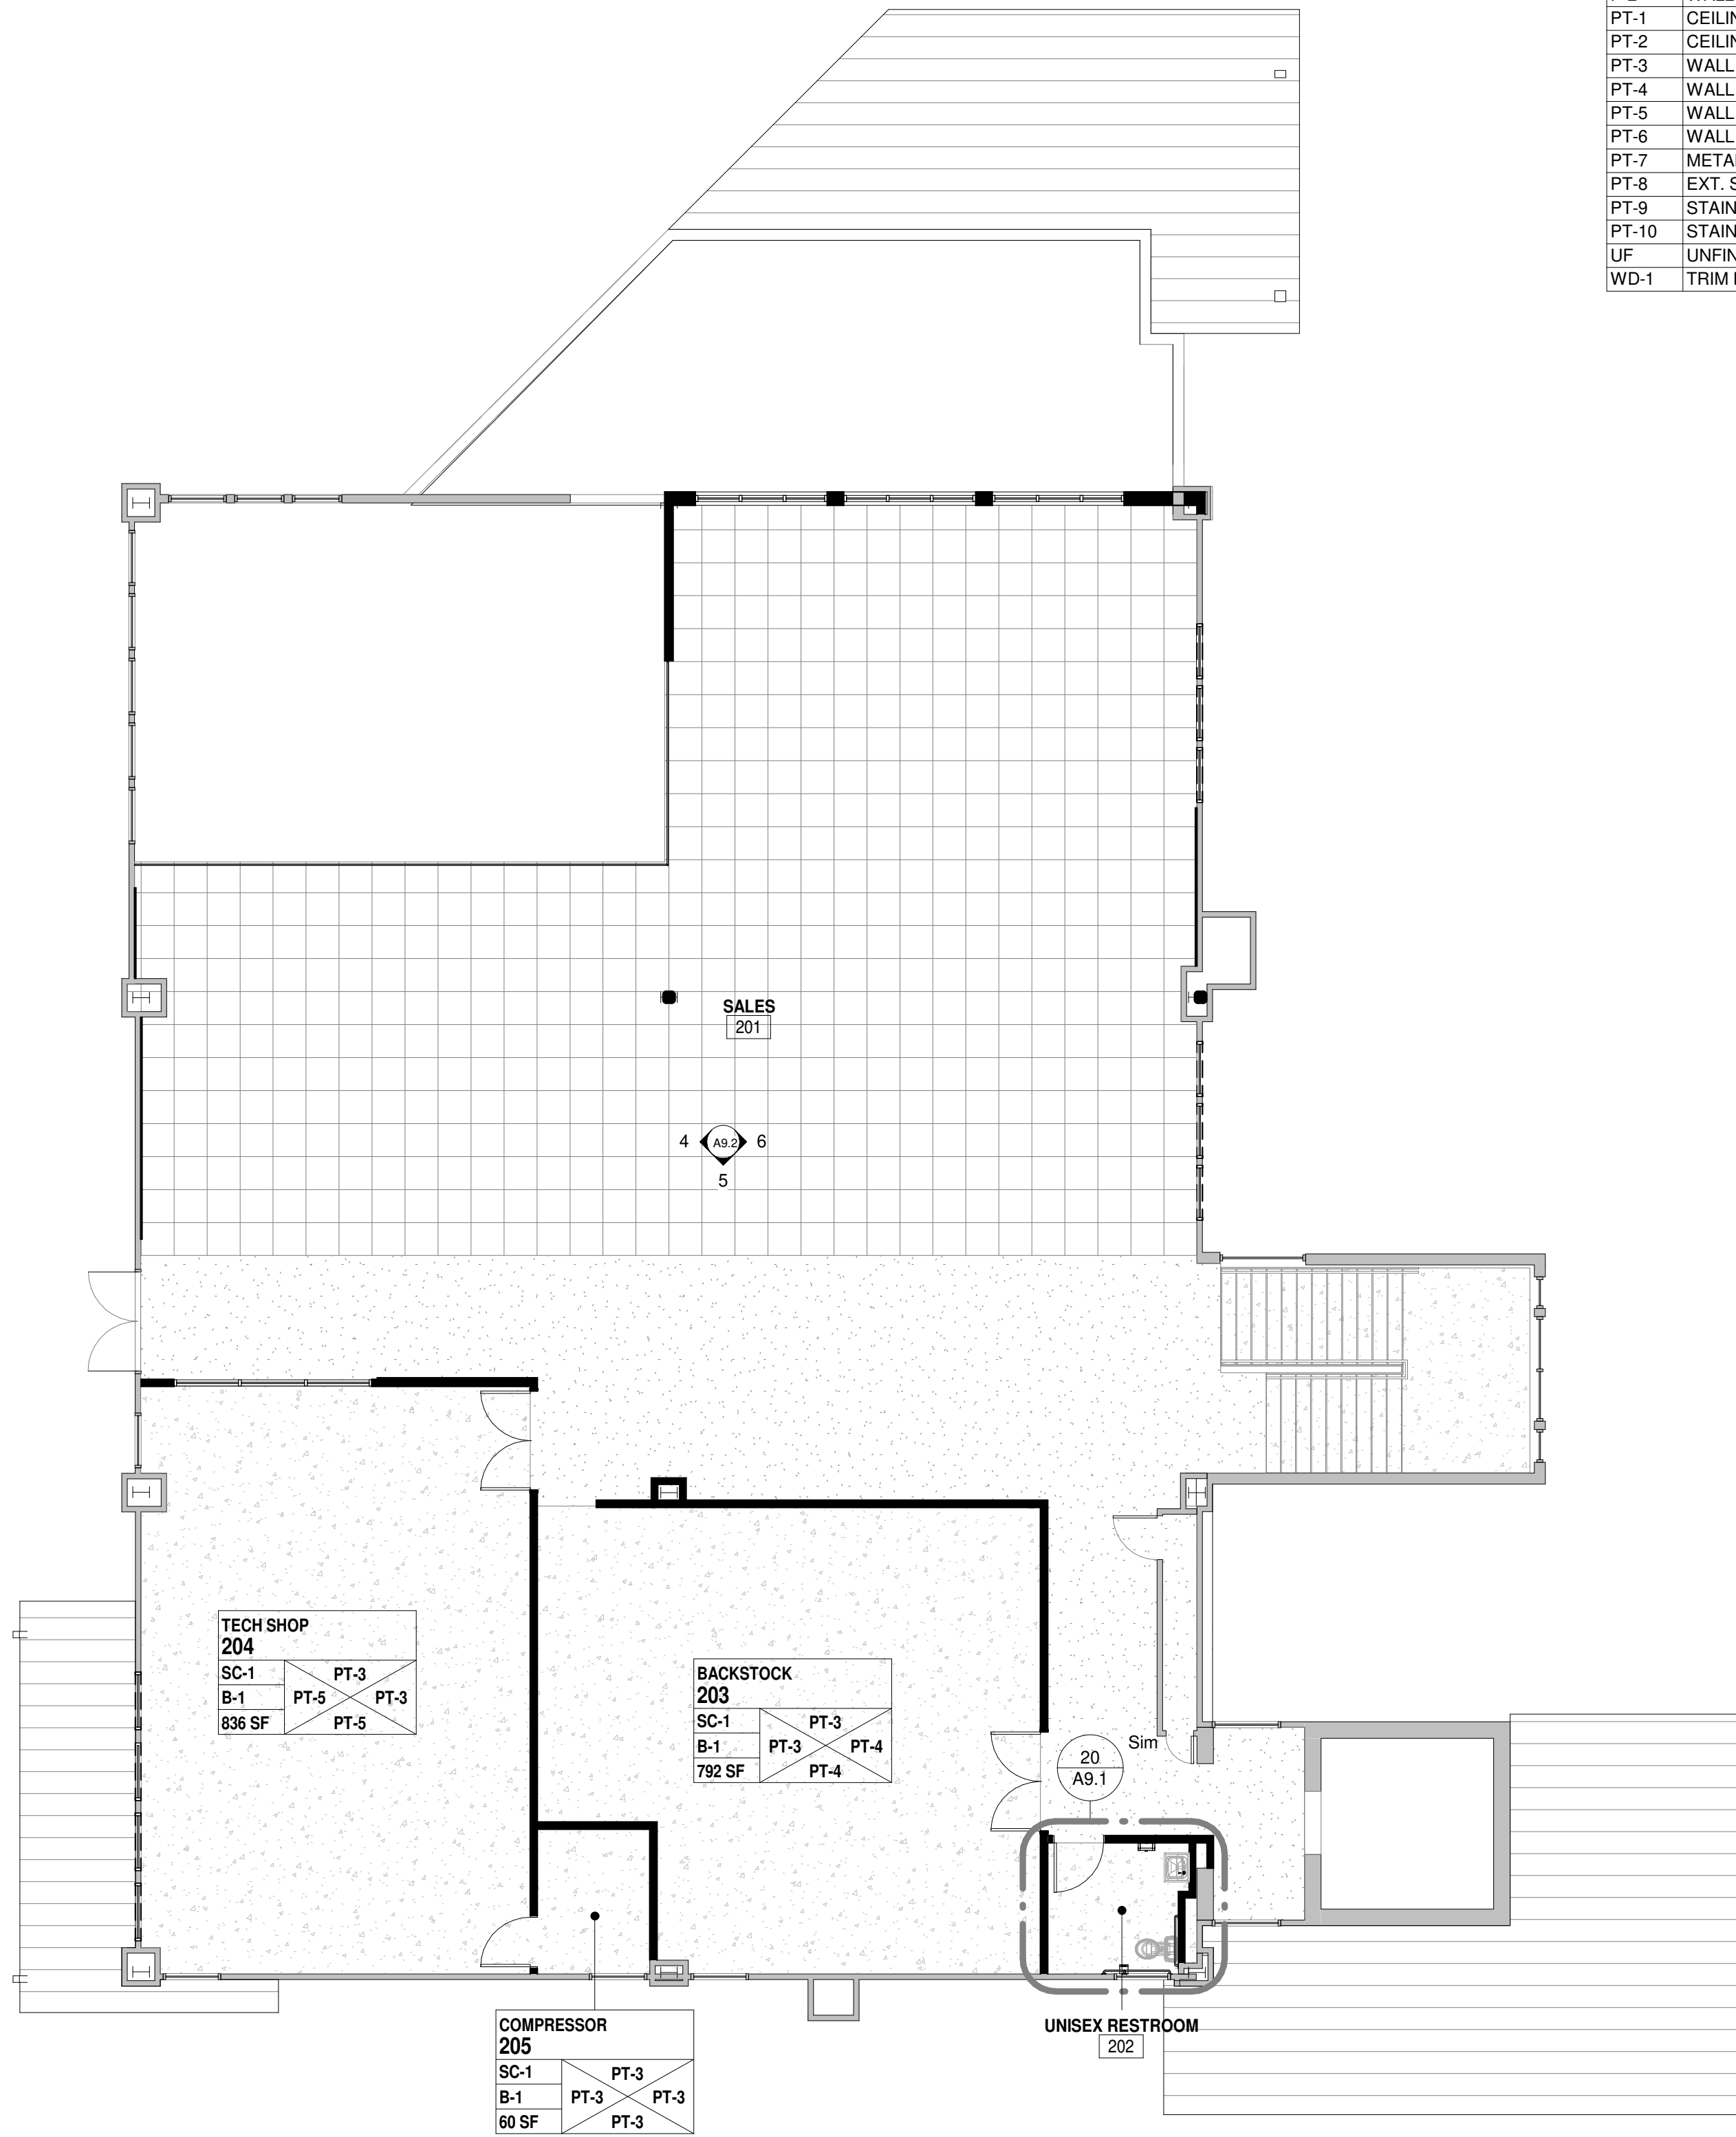 PT-1
PT-2
PT-3 WALL
PT-4 WALL
PT-5 WALL
PT-6 WALL
PT-7
PT-8 EXT.
PT-9 STAIN
PT-10 STAIN
UF
WD-1 TRIM
SALES
201
4 A9.2 6
5
TECH SHOP
204
SC-1 PT-3
B-1 PT-5 PT-3
836 SF PT-5
BACKSTOCK
203
SC-1 PT-3
B-1 PT-3 PT-4
792 SF PT-4
Sim
20
A9.1
UNISEX RESTROOM
202
COMPRESSOR
205
SC-1 PT-3
B-1 PT-3 PT-3
60 SF PT-3